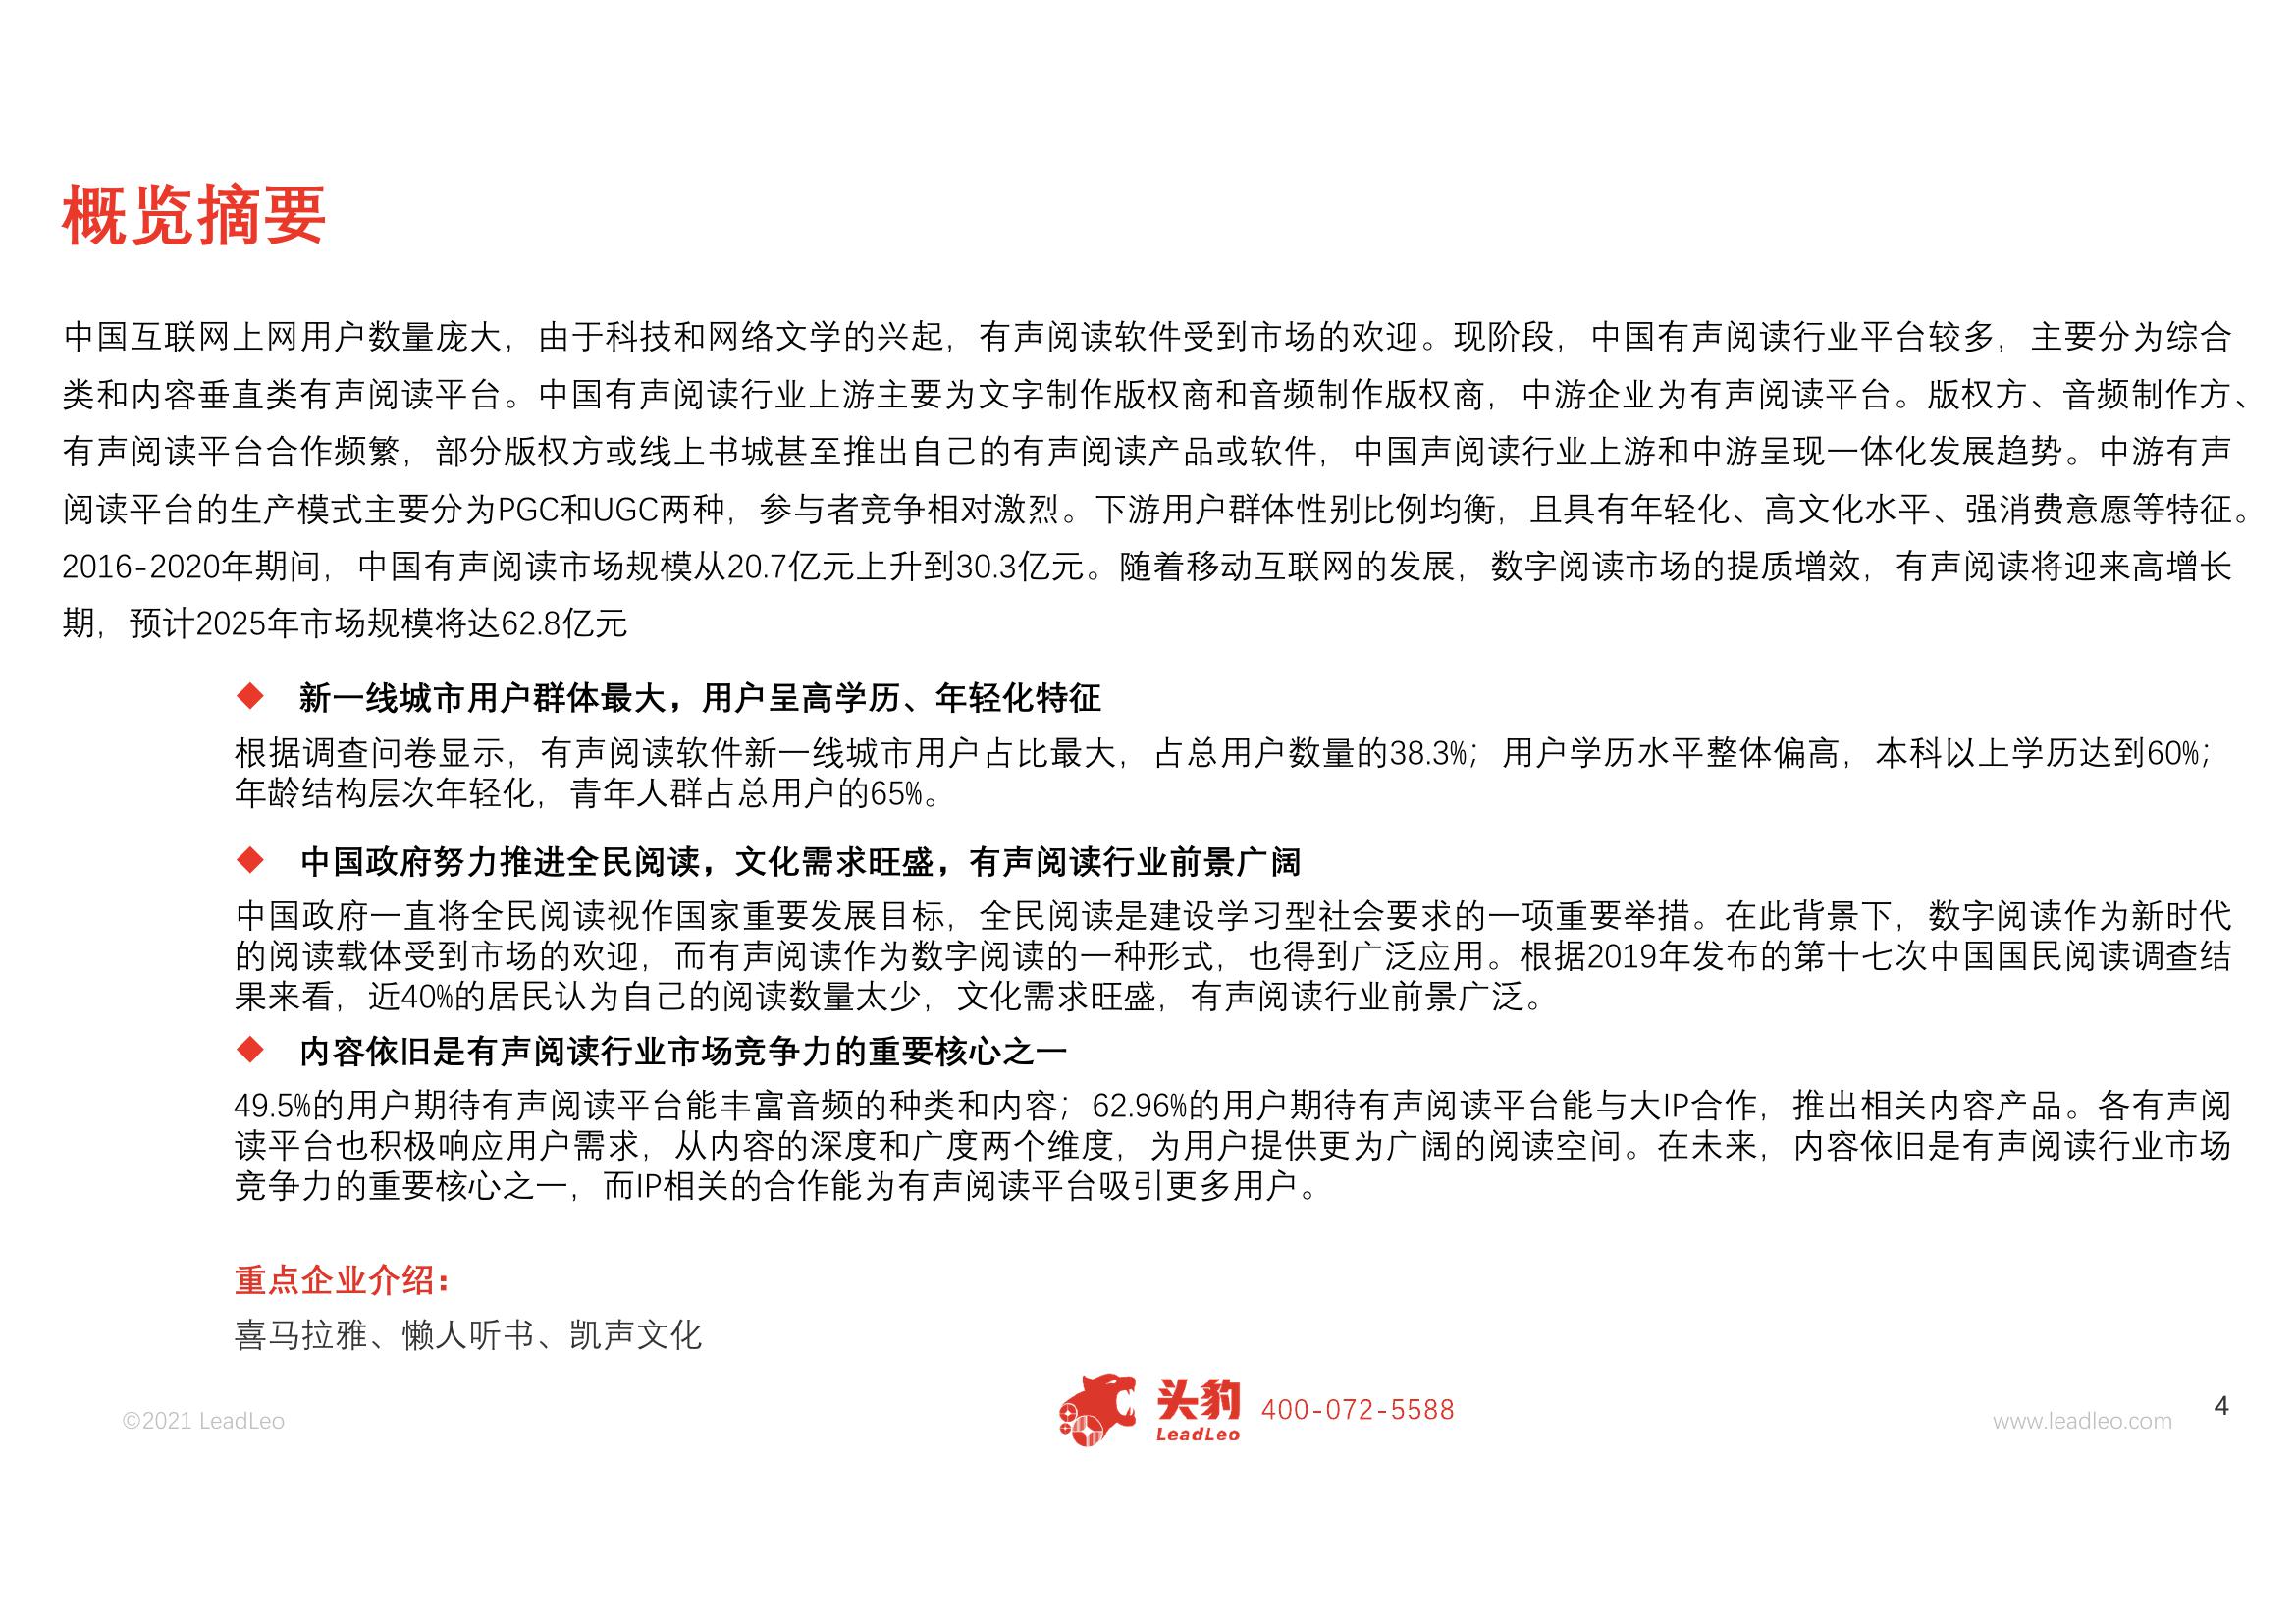 概览摘要
中国互联网上网用户数量庞大，由于科技和网络文学的兴起，有声阅读软件受到市场的欢迎。现阶段，中国有声阅读行业平台较多，主要分为综合
类和内容垂直类有声阅读平台。中国有声阅读行业上游主要为文字制作版权商和音频制作版权商，中游企业为有声阅读平台。版权方、音频制作方、
有声阅读平台合作频繁，部分版权方或线上书城甚至推出自己的有声阅读产品或软件，中国声阅读行业上游和中游呈现一体化发展趋势。中游有声
阅读平台的生产模式主要分为PGC和UGC两种，参与者竞争相对激烈。下游用户群体性别比例均衡，且具有年轻化、高文化水平、强消费意愿等特征。
2016-2020年期间，中国有声阅读市场规模从20.7亿元上升到30.3亿元。随着移动互联网的发展，数字阅读市场的提质增效，有声阅读将迎来高增长
期，预计2025年市场规模将达62.8亿元
◆ 新一线城市用户群体最大，用户呈高学历、年轻化特征
根据调查问卷显示，有声阅读软件新一线城市用户占比最大，占总用户数量的38.3%；用户学历水平整体偏高，本科以上学历达到60%；
年龄结构层次年轻化，青年人群占总用户的65%。
◆ 中国政府努力推进全民阅读，文化需求旺盛，有声阅读行业前景广阔
中国政府一直将全民阅读视作国家重要发展目标，全民阅读是建设学习型社会要求的一项重要举措。在此背景下，数字阅读作为新时代
的阅读载体受到市场的欢迎，而有声阅读作为数字阅读的一种形式，也得到广泛应用。根据2019年发布的第十七次中国国民阅读调查结
果来看，近40%的居民认为自己的阅读数量太少，文化需求旺盛，有声阅读行业前景广泛。
◆ 内容依旧是有声阅读行业市场竞争力的重要核心之一
49.5%的用户期待有声阅读平台能丰富音频的种类和内容；62.96%的用户期待有声阅读平台能与大IP合作，推出相关内容产品。各有声阅
读平台也积极响应用户需求，从内容的深度和广度两个维度，为用户提供更为广阔的阅读空间。在未来，内容依旧是有声阅读行业市场
竞争力的重要核心之一，而IP相关的合作能为有声阅读平台吸引更多用户。
重点企业介绍：
喜马拉雅、懒人听书、凯声文化
©2021 LeadLeo
头豹
LeadLeo
400-072-5588
www.leadleo.com
4